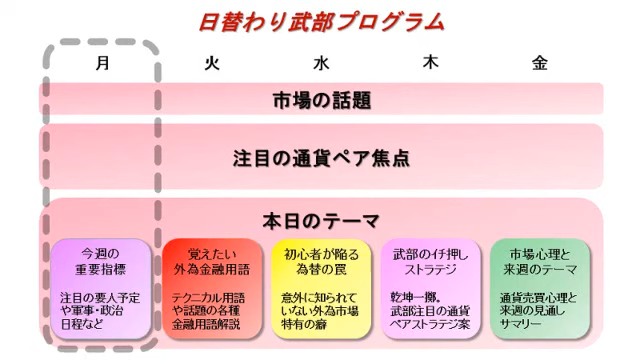 日替わり武部プログラム
月 火 水 木 金
市場の話題
注目の通貨ペア焦点
本日のテーマ
今週の
重要指標
注目の要人予定
や軍事・政治
日程など
覚えたい
外為金融用語
テクニカル用語
や話題の各種
金融用語解説
初心者が陥る
為替の罠
意外に知られて
いない外為市場
特有の癖
武部のイチ押し
ストラテジ
乾坤一擲。
武部注目の通貨
ペアストラテジ案
市場心理と
来週のテーマ
通貨売買心理と
来週の見通し
サマリー